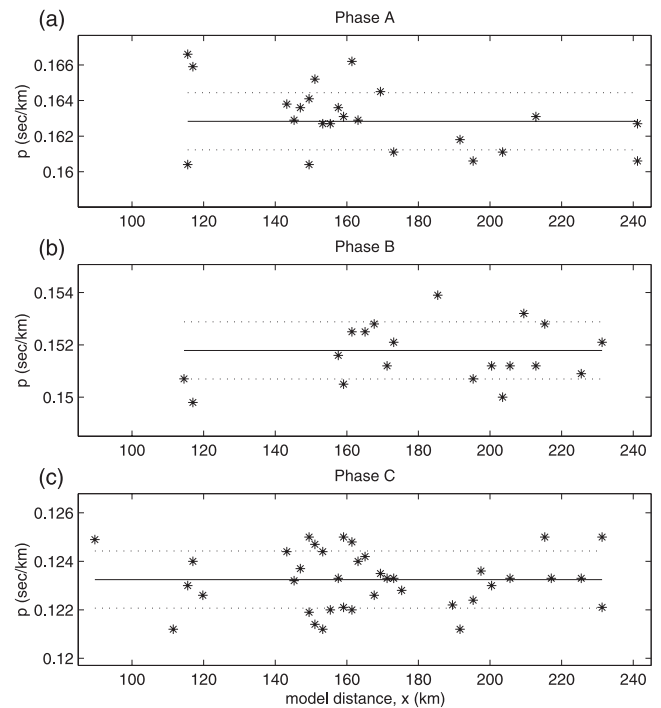 (a)
Phase A
p (sec/km)
0.166
0.164
0.162
0.16
100 120 140 160 180 200 220 240
(b)
Phase B
p (sec/km)
0.154
0.152
0.15
100 120 140 160 180 200 220 240
(c)
Phase C
p (sec/km)
0.126
0.124
0.122
0.12
100 120 140 160 180 200 220 240
model distance, x (km)